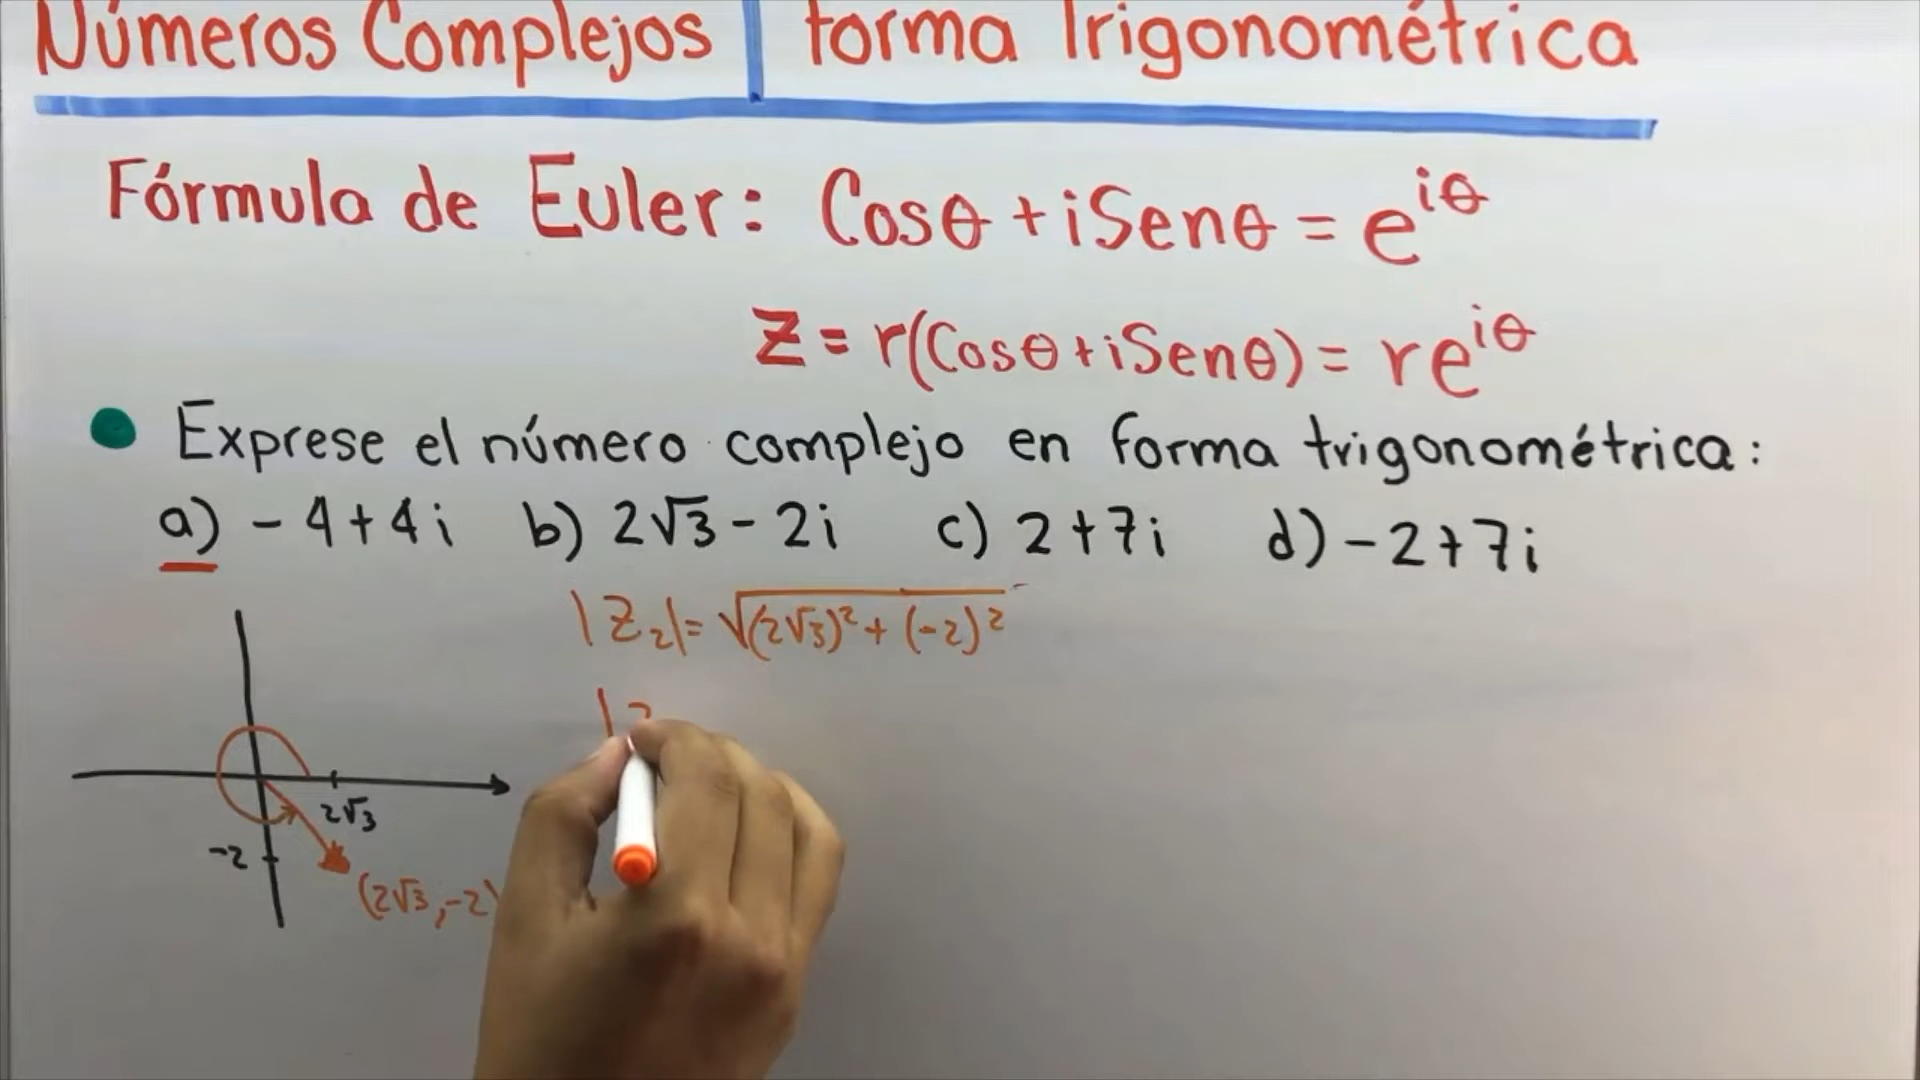 Números Complejos | forma Trigonométrica
Fórmula de Euler: Cosθ + iSenθ = e^{iθ}
Z = r(Cosθ + iSenθ) = re^{iθ}
Exprese el número complejo en forma trigonométrica:
a) -4+4i b) 2√3-2i c) 2+7i d) -2+7i
|Z₂|= √(2√3)²+(-2)²
2√3
-2
(2√3,-2)